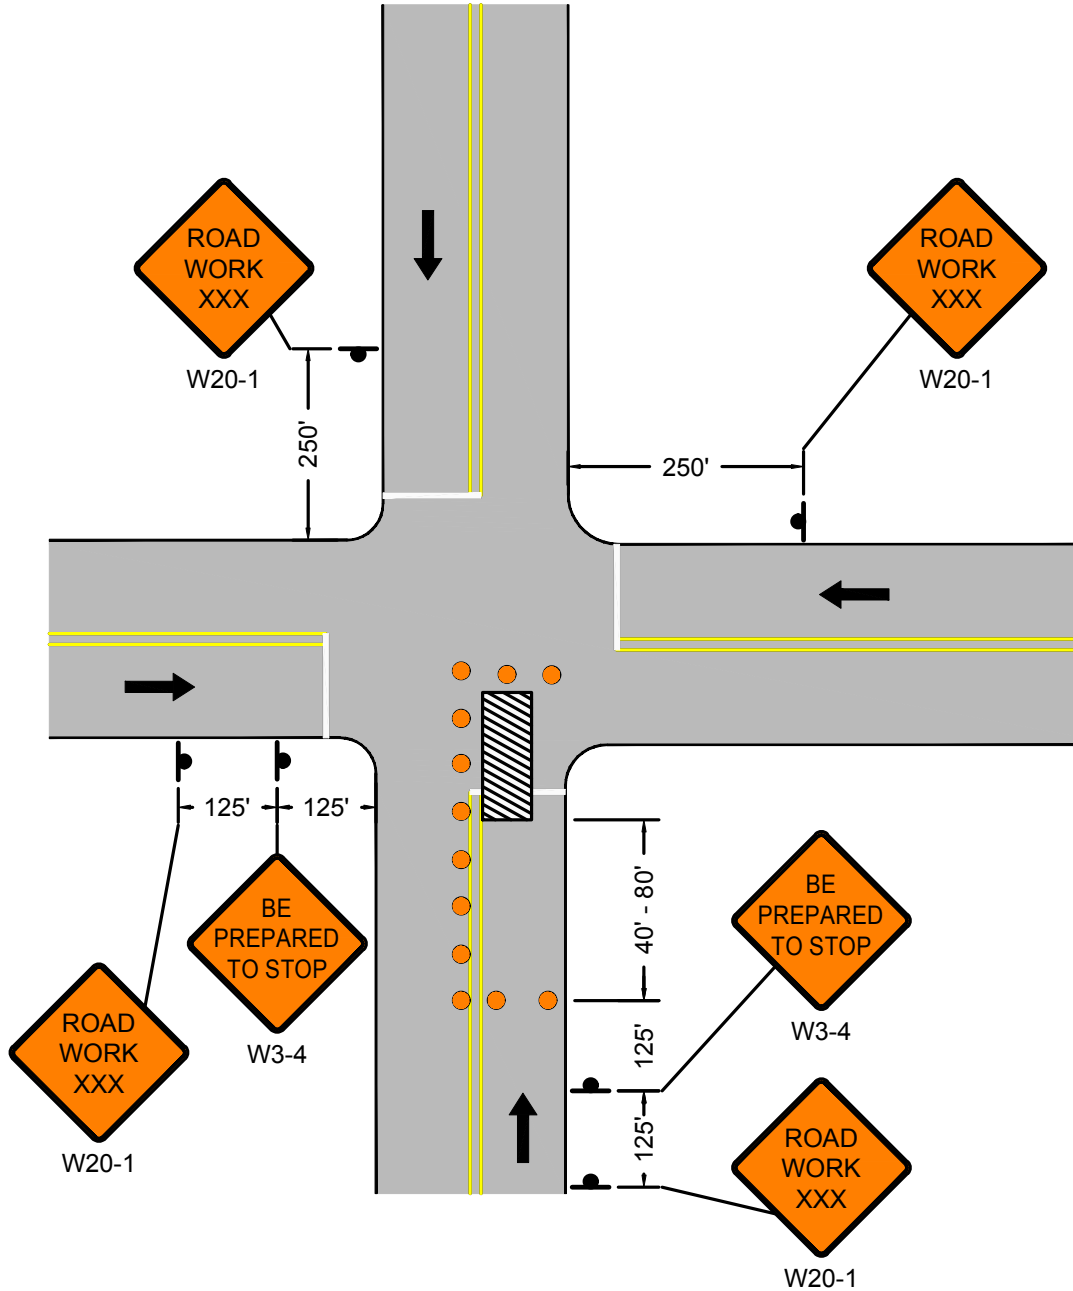 ROAD
WORK
XXX
W20-1
ROAD
WORK
XXX
W20-1
250'
250'
125'
125'
BE
PREPARED
TO STOP
W3-4
ROAD
WORK
XXX
W20-1
40' - 80'
BE
PREPARED
TO STOP
W3-4
125'
125'
ROAD
WORK
XXX
W20-1